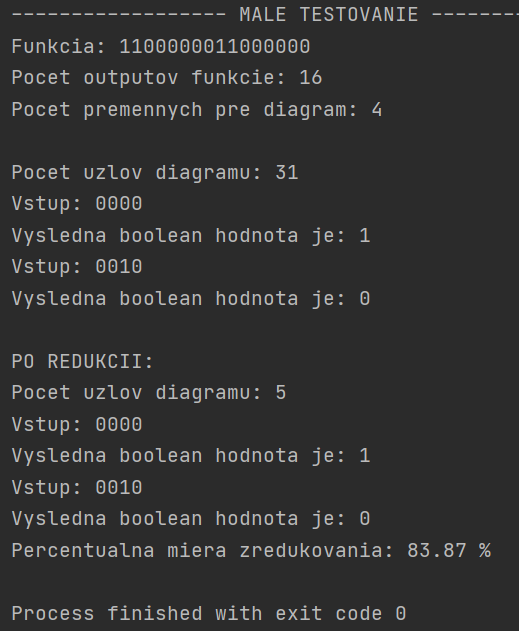 ------------------ MALE TESTOVANIE --------
Funkcia: 1100000011000000
Pocet outputov funkcie: 16
Pocet premennych pre diagram: 4
Pocet uzlov diagramu: 31
Vstup: 0000
Vysledna boolean hodnota je: 1
Vstup: 0010
Vysledna boolean hodnota je: 0
PO REDUKCII:
Pocet uzlov diagramu: 5
Vstup: 0000
Vysledna boolean hodnota je: 1
Vstup: 0010
Vysledna boolean hodnota je: 0
Percentualna miera zredukovania: 83.87 %
Process finished with exit code 0